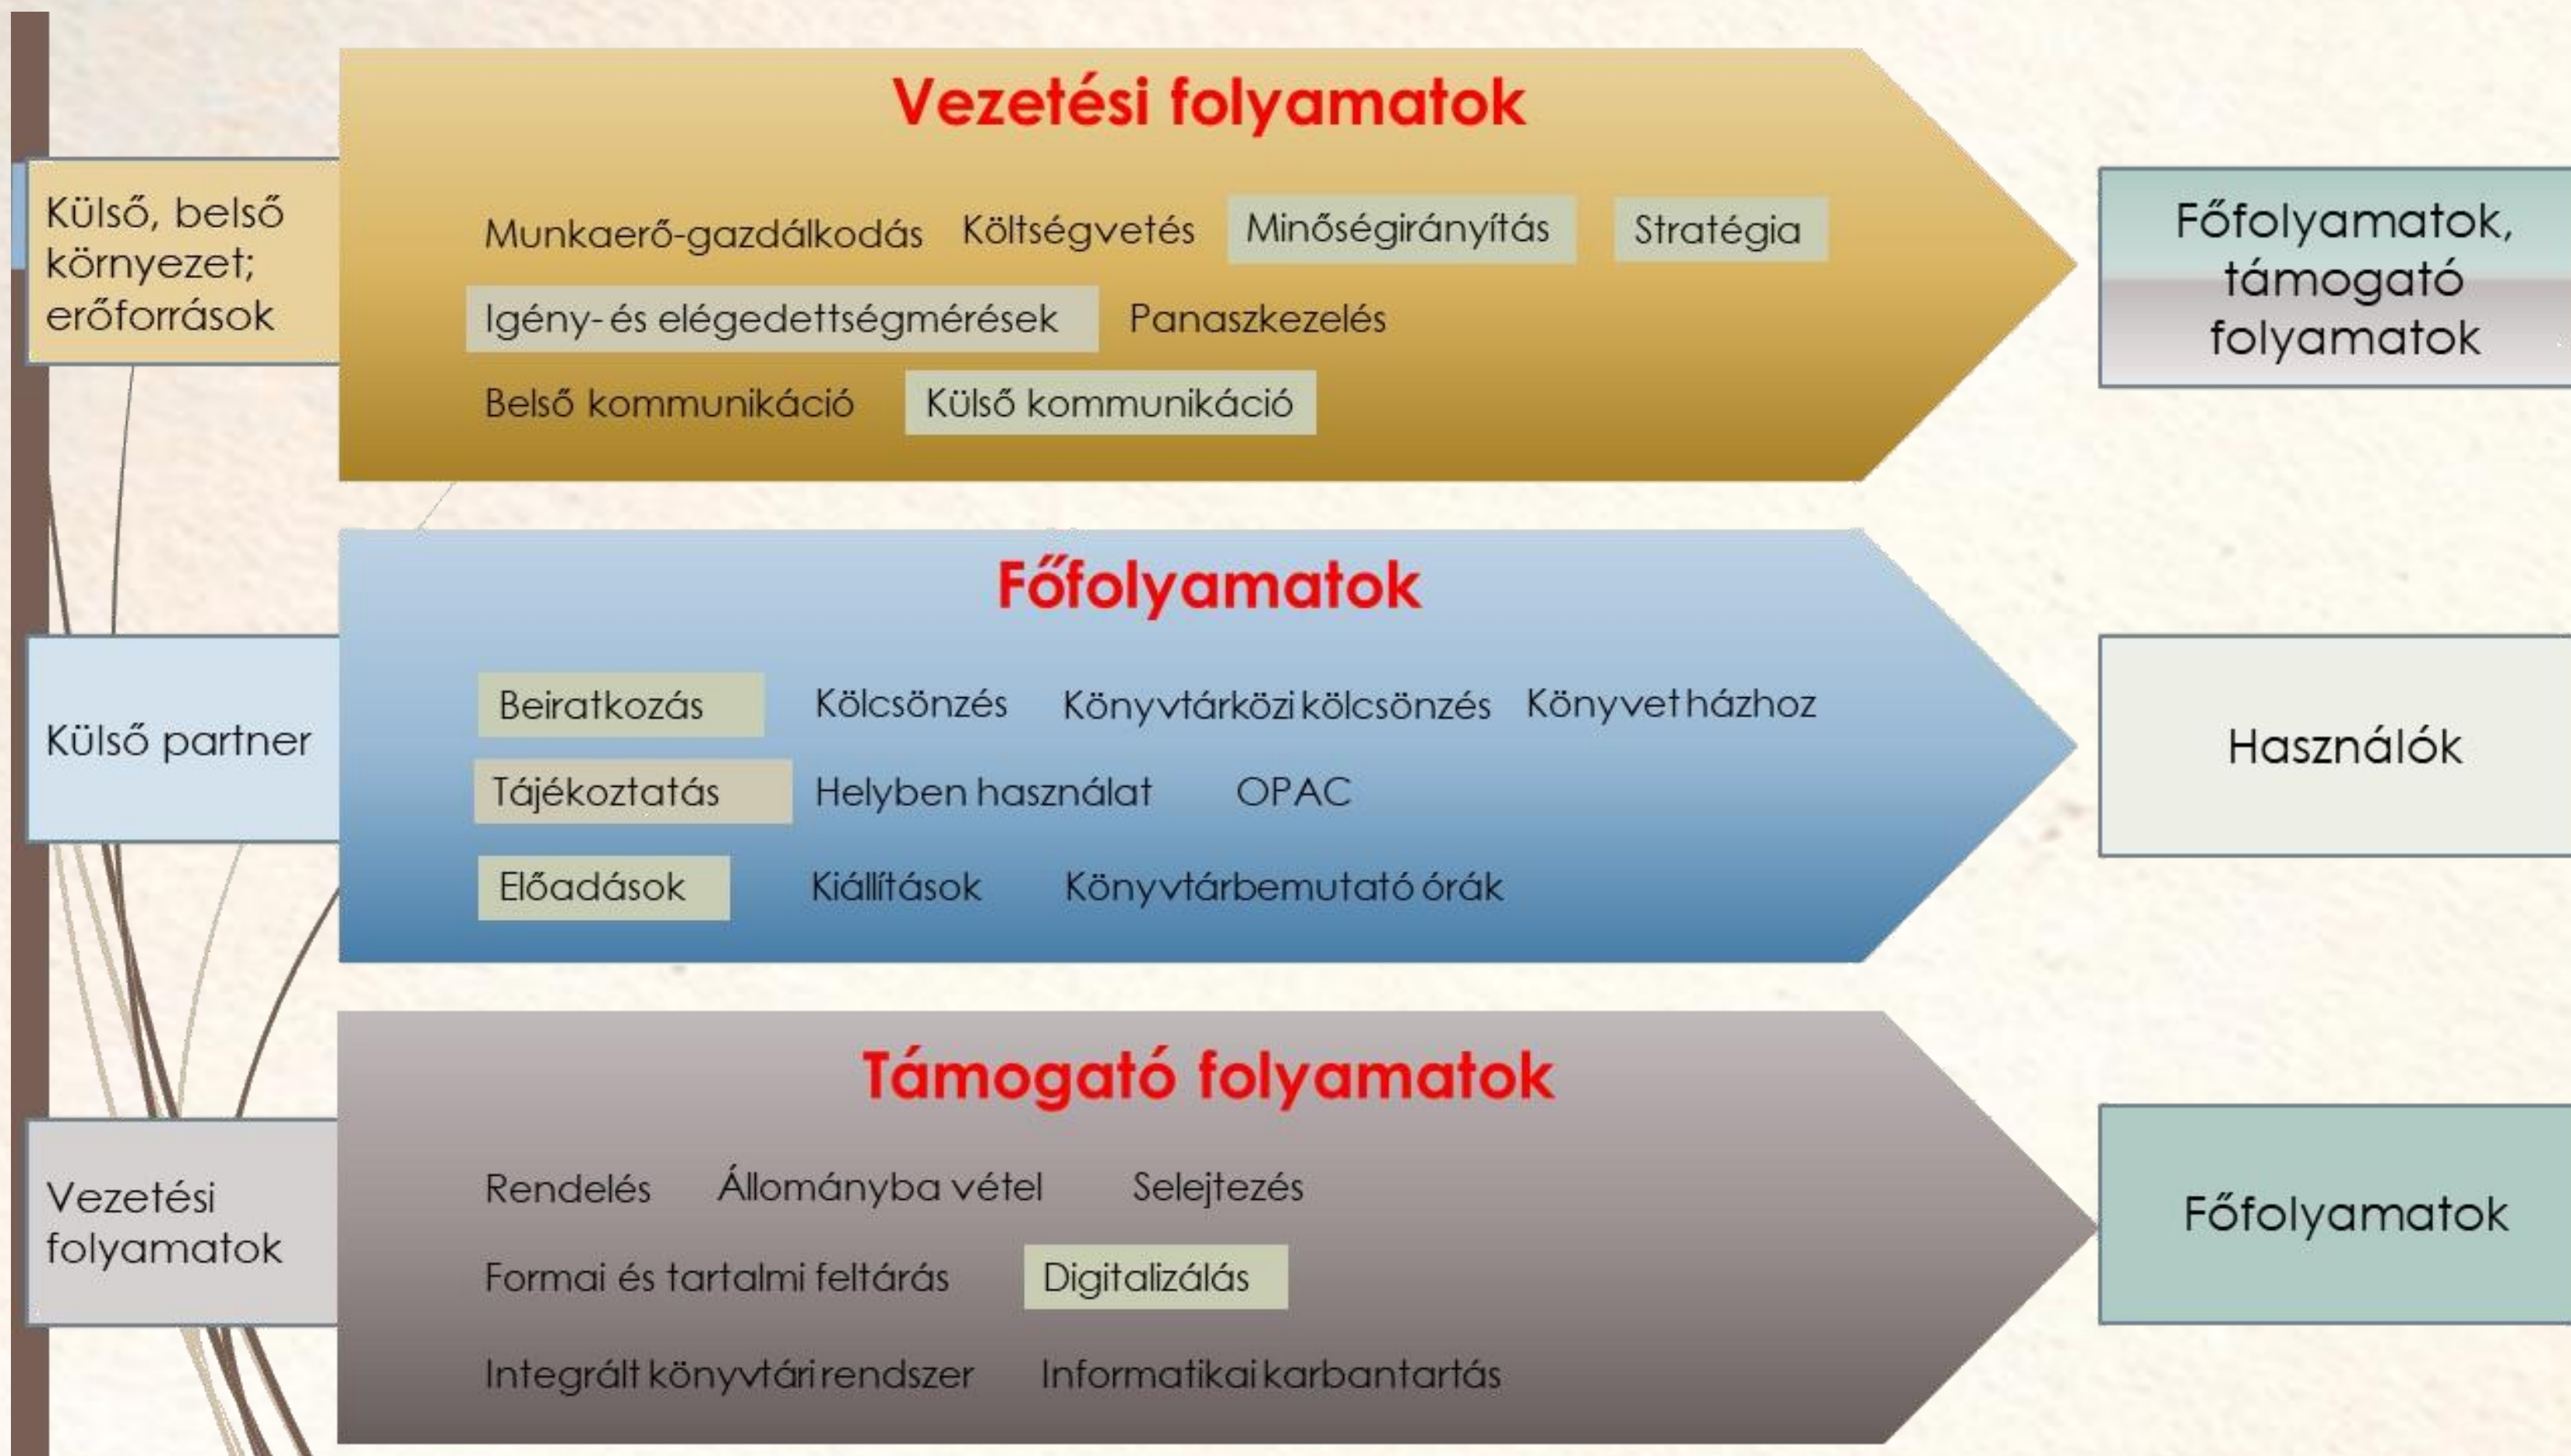 Vezetési folyamatok
Külső, belső
környezet;
erőforrások
Munkaerő-gazdálkodás Költségvetés Minőségirányítás Stratégia
Igény- és elégedettségmérések Panaszkezelés
Belső kommunikáció Külső kommunikáció
Főfolyamatok,
támogató
folyamatok
Főfolyamatok
Külső partner
Beiratkozás Kölcsönzés Könyvtárközi kölcsönzés Könyvet házhoz
Tájékoztatás Helyben használat OPAC
Előadások Kiállítások Könyvtárbemutató órák
Használók
Támogató folyamatok
Vezetési
folyamatok
Rendelés Állományba vétel Selejtezés
Formai és tartalmi feltárás Digitalizálás
Integrált könyvtári rendszer Informatikai karbantartás
Főfolyamatok